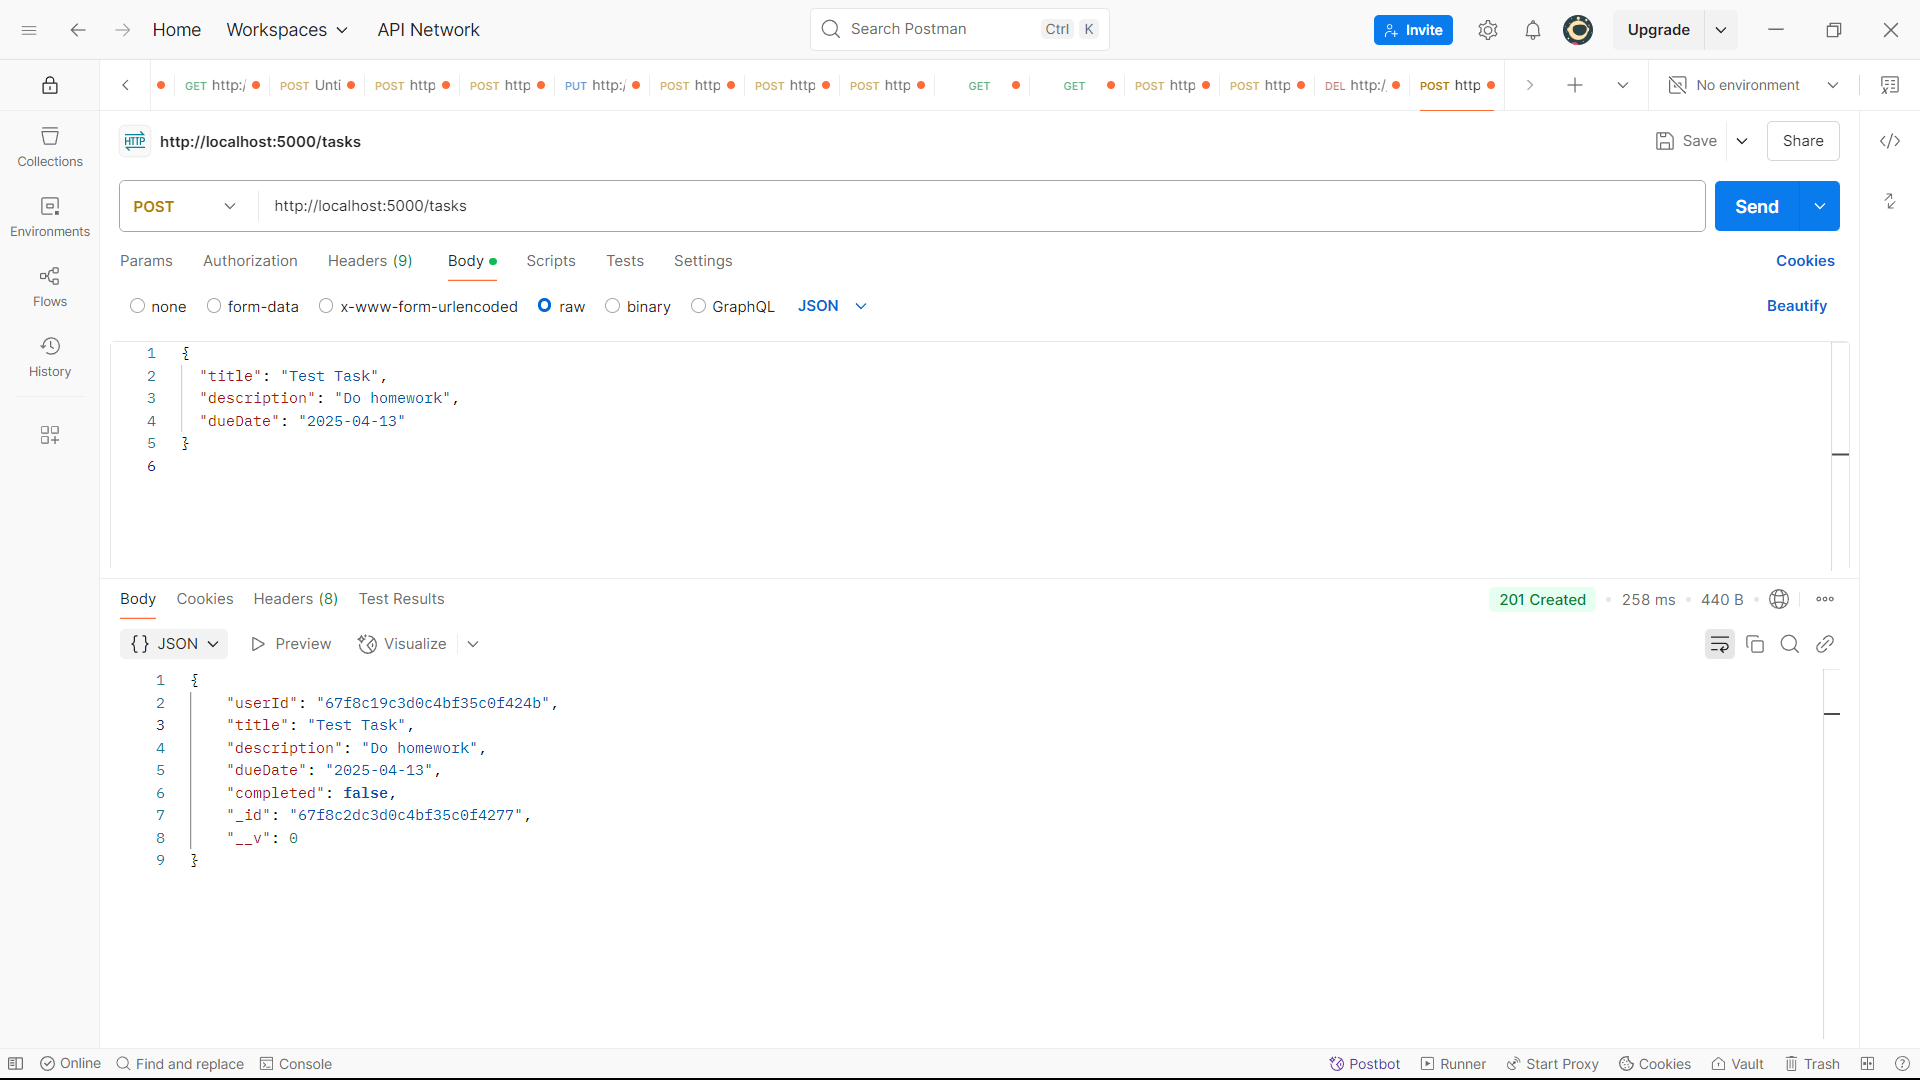 Home Workspaces API Network Search Postman Ctrl K Invite Upgrade
GET http:/ POST Unti POST http POST http PUT http:/ POST http POST http POST http GET GET POST http POST http DEL http:/ POST http No environment
HTTP http://localhost:5000/tasks Save Share
Collections
Environments
Flows
History
POST http://localhost:5000/tasks Send
Params Authorization Headers (9) Body Scripts Tests Settings Cookies
none form-data x-www-form-urlencoded raw binary GraphQL JSON Beautify
1 {
2 "title": "Test Task",
3 "description": "Do homework",
4 "dueDate": "2025-04-13"
5 }
6
Body Cookies Headers (8) Test Results 201 Created 258 ms 440 B
{} JSON Preview Visualize
1 {
2 "userId": "67f8c19c3d0c4bf35c0f424b",
3 "title": "Test Task",
4 "description": "Do homework",
5 "dueDate": "2025-04-13",
6 "completed": false,
7 "_id": "67f8c2dc3d0c4bf35c0f4277",
8 "__v": 0
9 }
Online Find and replace Console Postbot Runner Start Proxy Cookies Vault Trash